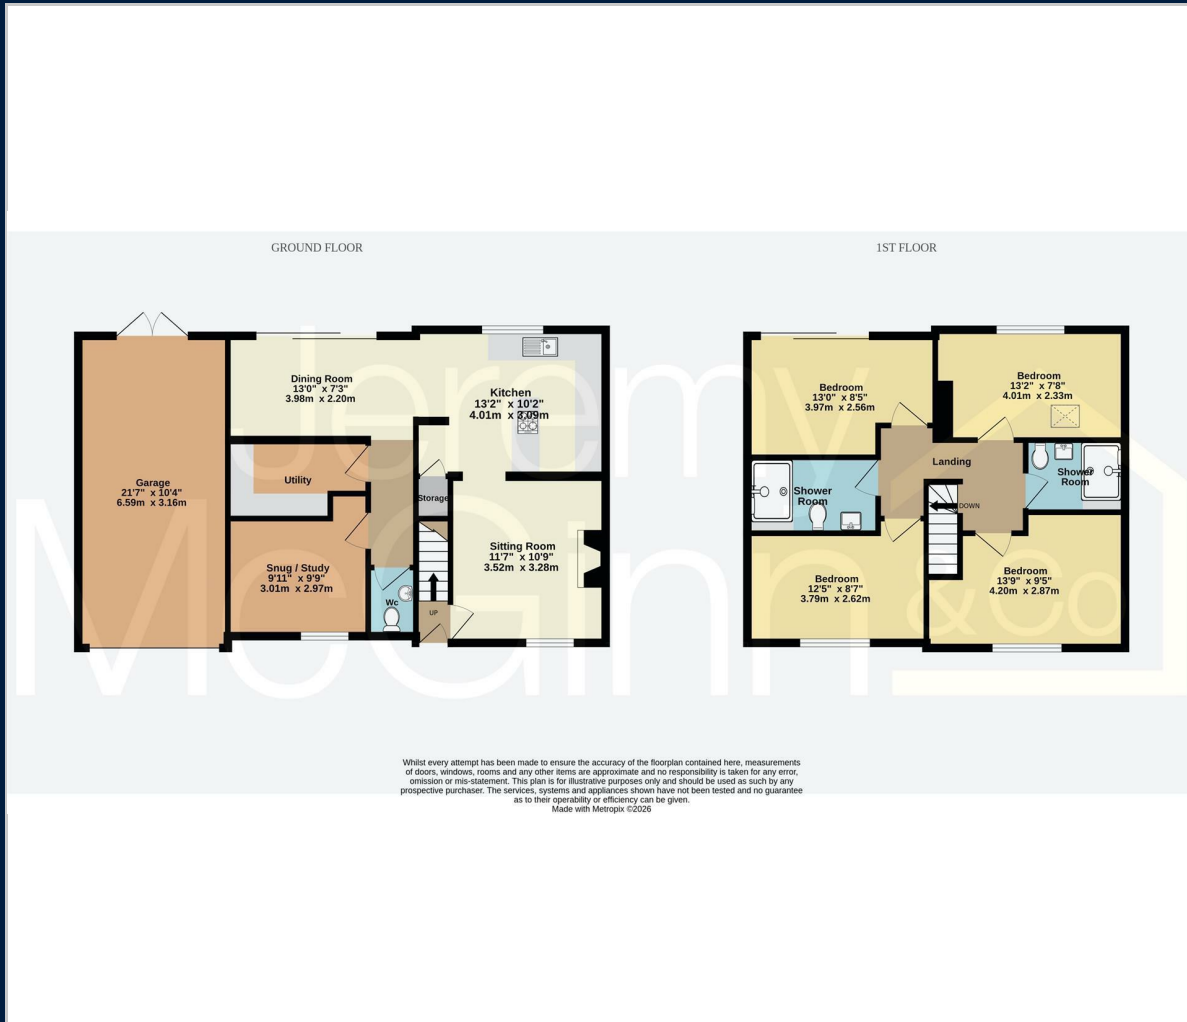 GROUND FLOOR
Dining Room
13'0" x 7'3"
3.98m x 2.20m
Kitchen
13'2" x 10'2"
4.01m x 3.09m
Garage
21'7" x 10'4"
6.59m x 3.16m
Utility
Storage
Snug / Study
9'11" x 9'9"
3.01m x 2.97m
Sitting Room
11'7" x 10'9"
3.52m x 3.28m
Wc
UP
1ST FLOOR
Bedroom
13'0" x 8'5"
3.97m x 2.56m
Bedroom
13'2" x 7'8"
4.01m x 2.33m
Landing
Shower
Room
Shower
Room
DOWN
Bedroom
12'5" x 8'7"
3.79m x 2.62m
Bedroom
13'9" x 9'5"
4.20m x 2.87m
Jeremy
McGinn & Co
Whilst every attempt has been made to ensure the accuracy of the floorplan contained here, measurements
of doors, windows, rooms and any other items are approximate and no responsibility is taken for any error,
omission or mis-statement. This plan is for illustrative purposes only and should be used as such by any
prospective purchaser. The services, systems and appliances shown have not been tested and no guarantee
as to their operability or efficiency can be given.
Made with Metropix ©2026